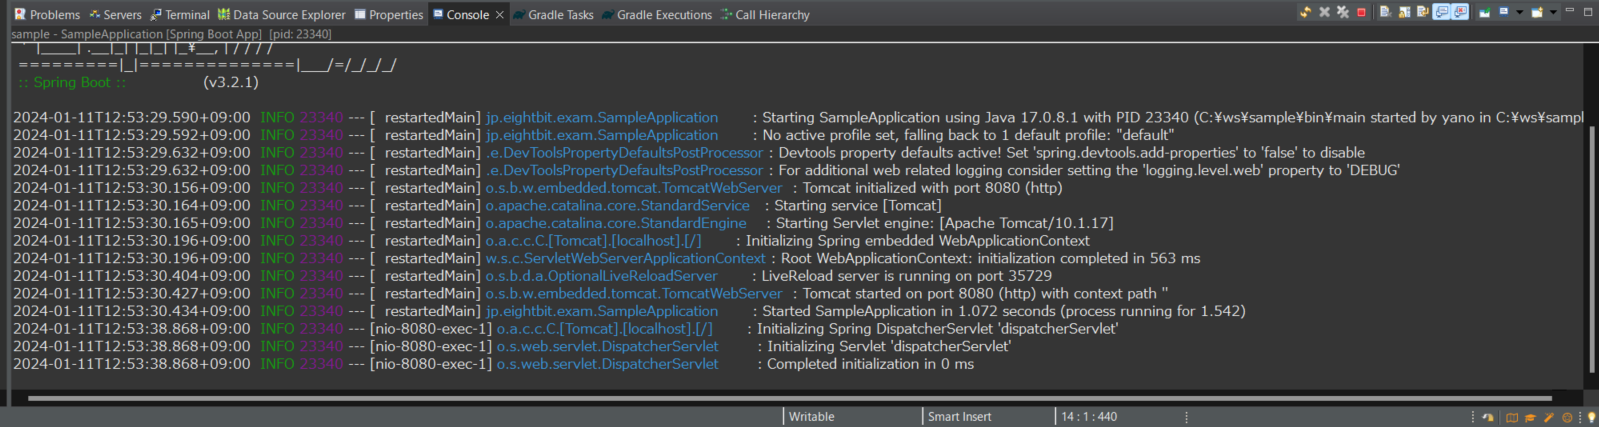 Problems Servers Terminal Data Source Explorer Properties Console Gradle Tasks Gradle Executions Call Hierarchy
sample - SampleApplication [Spring Boot App] [pid: 23340]
' |____| .__|_| |_|_| |_¥__, | / / / /
=========|_|==============|___/=/_/_/_/
:: Spring Boot :: (v3.2.1)
2024-01-11T12:53:29.590+09:00 INFO 23340 --- [ restartedMain] jp.eightbit.exam.SampleApplication : Starting SampleApplication using Java 17.0.8.1 with PID 23340 (C:¥ws¥sample¥bin¥main started by yano in C:¥ws¥sampl
2024-01-11T12:53:29.592+09:00 INFO 23340 --- [ restartedMain] jp.eightbit.exam.SampleApplication : No active profile set, falling back to 1 default profile: "default"
2024-01-11T12:53:29.632+09:00 INFO 23340 --- [ restartedMain] .e.DevToolsPropertyDefaultsPostProcessor : Devtools property defaults active! Set 'spring.devtools.add-properties' to 'false' to disable
2024-01-11T12:53:29.632+09:00 INFO 23340 --- [ restartedMain] .e.DevToolsPropertyDefaultsPostProcessor : For additional web related logging consider setting the 'logging.level.web' property to 'DEBUG'
2024-01-11T12:53:30.156+09:00 INFO 23340 --- [ restartedMain] o.s.b.w.embedded.tomcat.TomcatWebServer : Tomcat initialized with port 8080 (http)
2024-01-11T12:53:30.164+09:00 INFO 23340 --- [ restartedMain] o.apache.catalina.core.StandardService : Starting service [Tomcat]
2024-01-11T12:53:30.165+09:00 INFO 23340 --- [ restartedMain] o.apache.catalina.core.StandardEngine : Starting Servlet engine: [Apache Tomcat/10.1.17]
2024-01-11T12:53:30.196+09:00 INFO 23340 --- [ restartedMain] o.a.c.c.C.[Tomcat].[localhost].[/] : Initializing Spring embedded WebApplicationContext
2024-01-11T12:53:30.196+09:00 INFO 23340 --- [ restartedMain] w.s.c.ServletWebServerApplicationContext : Root WebApplicationContext: initialization completed in 563 ms
2024-01-11T12:53:30.404+09:00 INFO 23340 --- [ restartedMain] o.s.b.d.a.OptionalLiveReloadServer : LiveReload server is running on port 35729
2024-01-11T12:53:30.427+09:00 INFO 23340 --- [ restartedMain] o.s.b.w.embedded.tomcat.TomcatWebServer : Tomcat started on port 8080 (http) with context path ''
2024-01-11T12:53:30.434+09:00 INFO 23340 --- [ restartedMain] jp.eightbit.exam.SampleApplication : Started SampleApplication in 1.072 seconds (process running for 1.542)
2024-01-11T12:53:38.868+09:00 INFO 23340 --- [nio-8080-exec-1] o.a.c.c.C.[Tomcat].[localhost].[/] : Initializing Spring DispatcherServlet 'dispatcherServlet'
2024-01-11T12:53:38.868+09:00 INFO 23340 --- [nio-8080-exec-1] o.s.web.servlet.DispatcherServlet : Initializing Servlet 'dispatcherServlet'
2024-01-11T12:53:38.868+09:00 INFO 23340 --- [nio-8080-exec-1] o.s.web.servlet.DispatcherServlet : Completed initialization in 0 ms
Writable Smart Insert 14 : 1 : 440